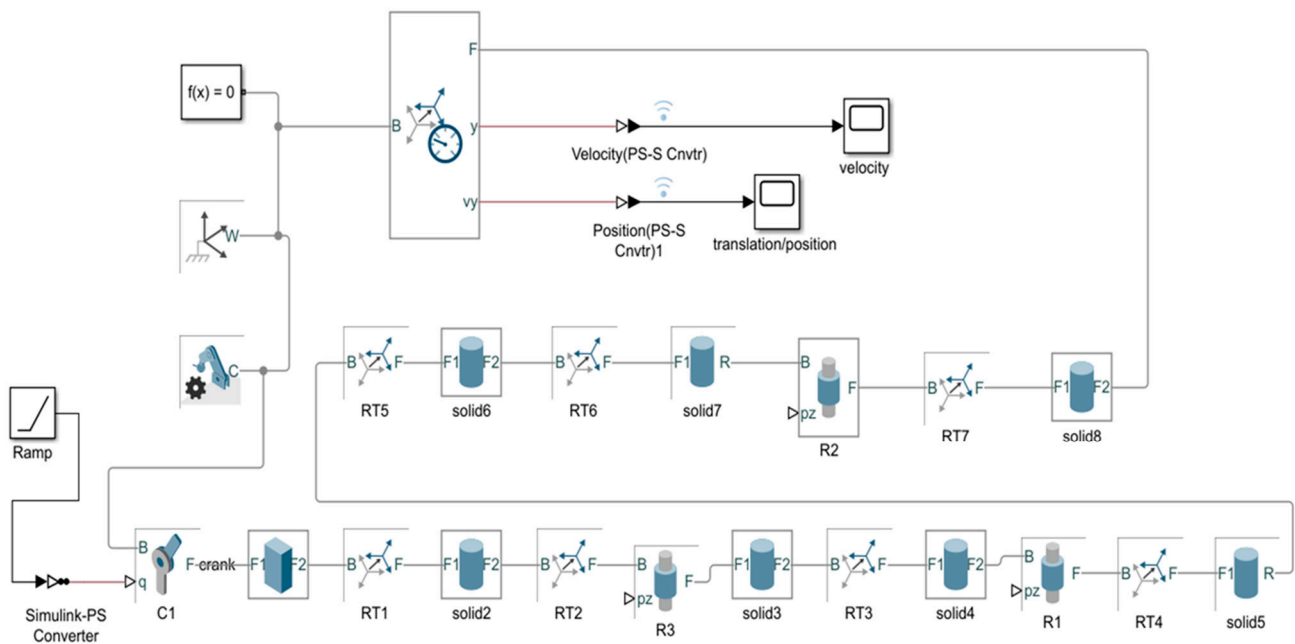 F
f(x) = 0
B
y
Velocity(PS-S Cnvtr)
velocity
vy
Position(PS-S
Cnvtr)1
translation/position
W
C
B F
RT5
F1 F2
solid6
B F
RT6
F1 R
solid7
B
F
pz
R2
B F
RT7
F1 F2
solid8
Ramp
B
F
q
C1
Simulink-PS
Converter
crank
F1 F2
B F
RT1
F1 F2
solid2
B F
RT2
B
F
pz
R3
F1 F2
solid3
B F
RT3
F1 F2
solid4
B
F
pz
R1
B F
RT4
F1 R
solid5